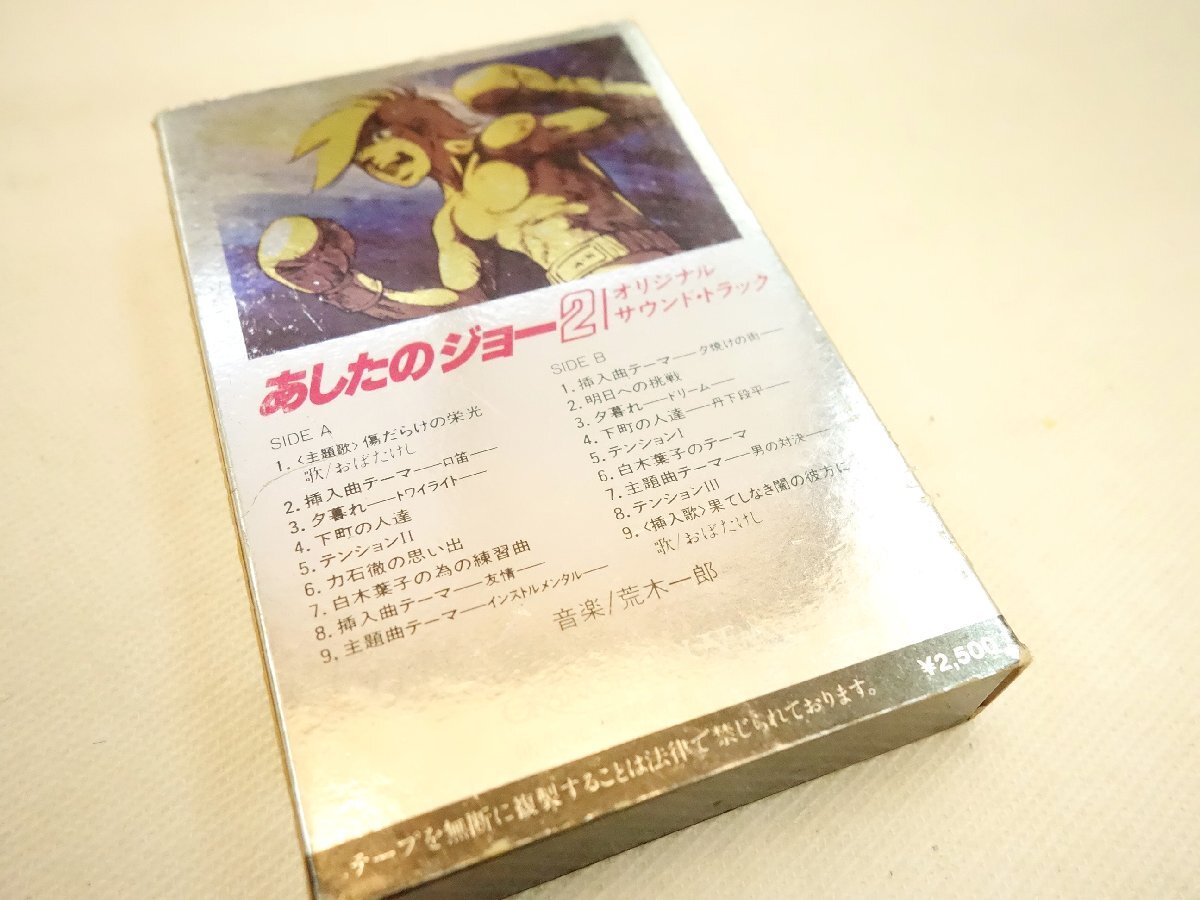 あしたのジョー2
オリジナル
サウンド・トラック
SIDE A
1.〈主題歌〉傷だらけの栄光
歌/おぼたけし
2. 挿入曲テーマ──口笛──
3. 夕暮れ──トワイライト──
4. 下町の人達
5. テンションII
6. 力石徹の思い出
7. 白木葉子の為の練習曲
8. 挿入曲テーマ──友情──
9. 主題曲テーマ──インストルメンタル──
SIDE B
1. 挿入曲テーマ──夕焼けの街──
2. 明日への挑戦
3. 夕暮れ──ドリーム──
4. 下町の人達──丹下段平──
5. テンションI
6. 白木葉子のテーマ
7. 主題曲テーマ──男の対決──
8. テンションIII
9.〈挿入歌〉果てしなき闇の彼方に
歌/おぼたけし
音楽/荒木一郎
¥2,500
テープを無断に複製することは法律で禁じられております。